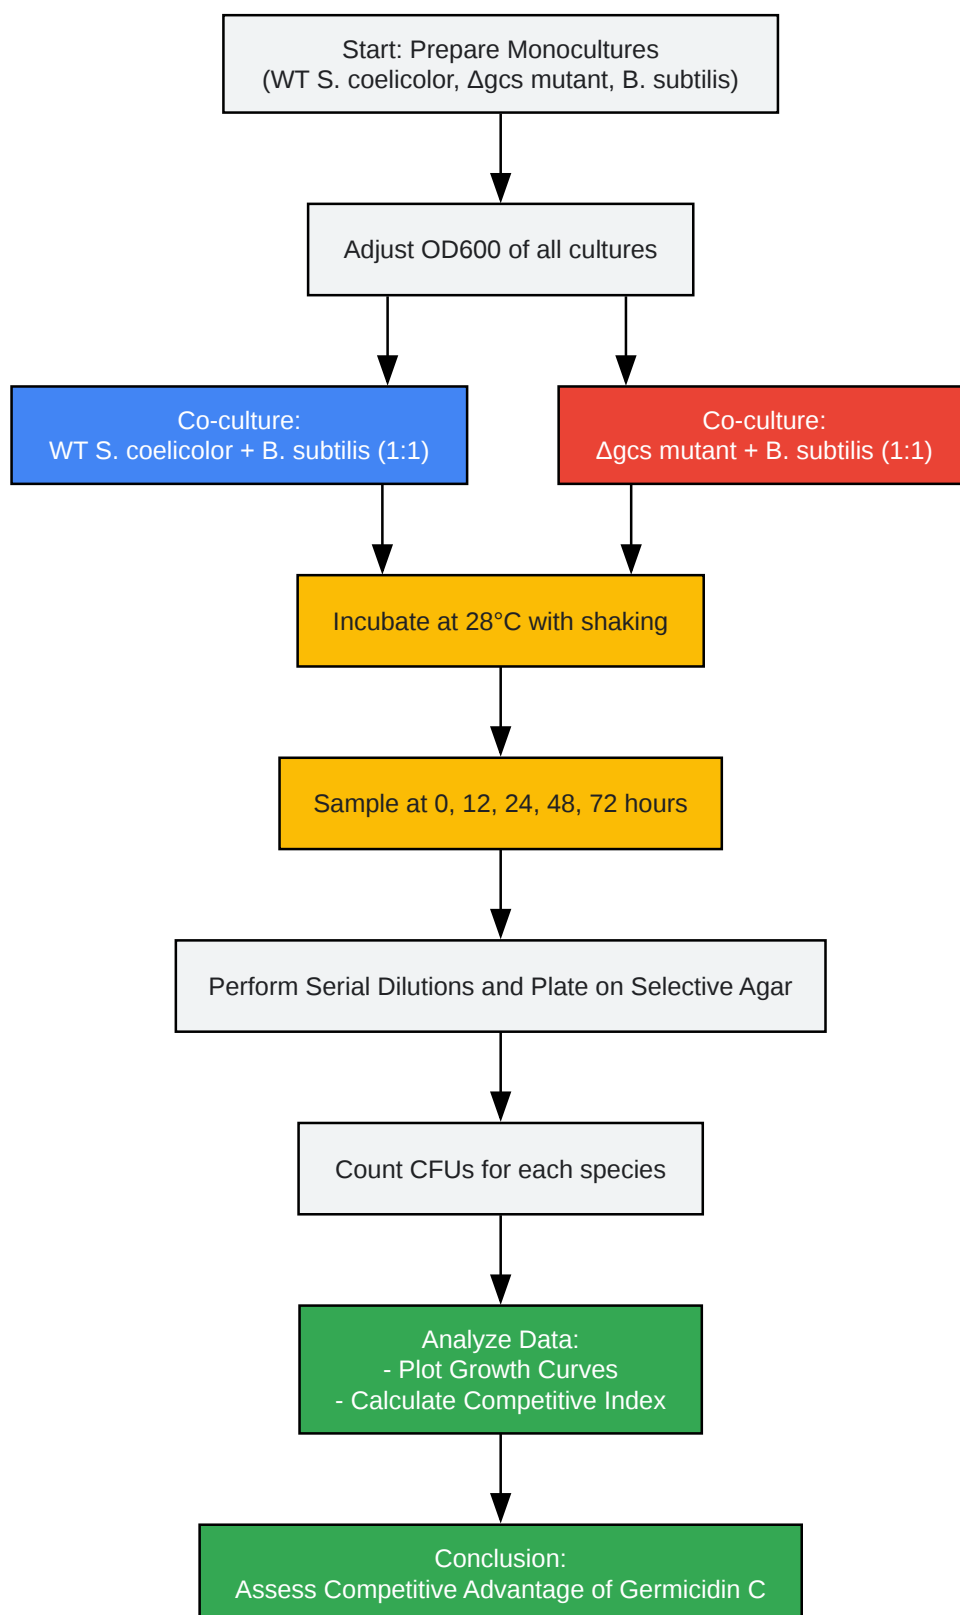 Start: Prepare Monocultures
(WT S. coelicolor, Δgcs mutant, B. subtilis)
Adjust OD600 of all cultures
Co-culture:
WT S. coelicolor + B. subtilis (1:1)
Co-culture:
Δgcs mutant + B. subtilis (1:1)
Incubate at 28°C with shaking
Sample at 0, 12, 24, 48, 72 hours
Perform Serial Dilutions and Plate on Selective Agar
Count CFUs for each species
Analyze Data:
- Plot Growth Curves
- Calculate Competitive Index
Conclusion:
Assess Competitive Advantage of Germicidin C